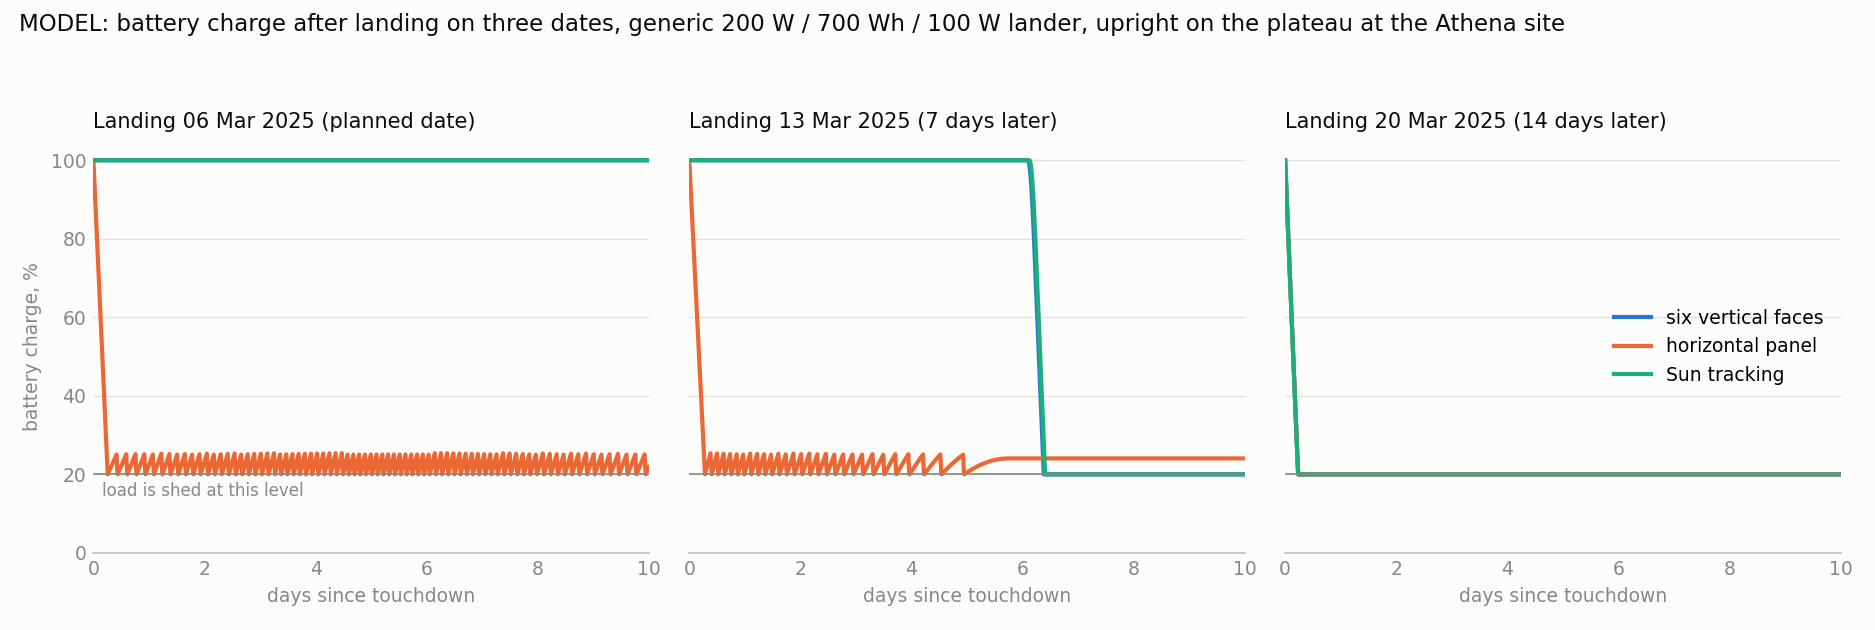 MODEL: battery charge after landing on three dates, generic 200 W / 700 Wh / 100 W lander, upright on the plateau at the Athena site
Landing 06 Mar 2025 (planned date)
Landing 13 Mar 2025 (7 days later)
Landing 20 Mar 2025 (14 days later)
battery charge, %
100
80
60
40
20
0
load is shed at this level
0 2 4 6 8 10
days since touchdown
0 2 4 6 8 10
days since touchdown
six vertical faces
horizontal panel
Sun tracking
0 2 4 6 8 10
days since touchdown